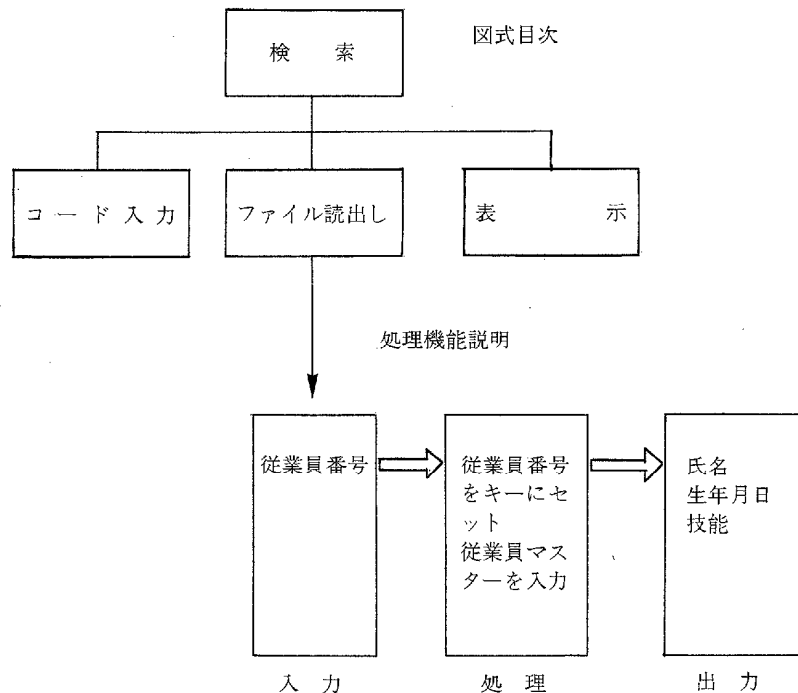 図式目次
検索
コード入力
ファイル読出し
表示
処理機能説明
従業員番号
従業員番号
をキーにセ
ット
従業員マス
ターを入力
氏名
生年月日
技能
入力
処理
出力